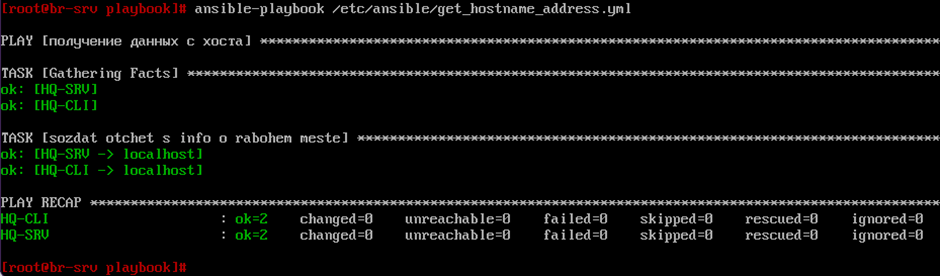 [root@br-srv playbook]# ansible-playbook /etc/ansible/get_hostname_address.yml
PLAY [получение данных с хоста] *************************************************************************************
TASK [Gathering Facts] **********************************************************************************************
ok: [HQ-SRV]
ok: [HQ-CLI]
TASK [sozdat otchet s info o rabohem meste] *************************************************************************
ok: [HQ-SRV -> localhost]
ok: [HQ-CLI -> localhost]
PLAY RECAP **********************************************************************************************************
HQ-CLI : ok=2 changed=0 unreachable=0 failed=0 skipped=0 rescued=0 ignored=0
HQ-SRV : ok=2 changed=0 unreachable=0 failed=0 skipped=0 rescued=0 ignored=0
[root@br-srv playbook]#